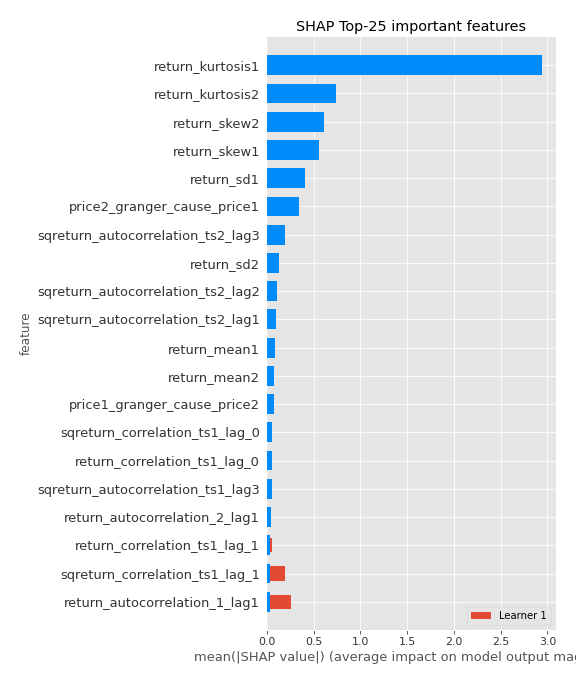 SHAP Top-25 important features
return_kurtosis1
return_kurtosis2
return_skew2
return_skew1
return_sd1
price2_granger_cause_price1
sqreturn_autocorrelation_ts2_lag3
return_sd2
sqreturn_autocorrelation_ts2_lag2
sqreturn_autocorrelation_ts2_lag1
return_mean1
return_mean2
price1_granger_cause_price2
sqreturn_correlation_ts1_lag_0
return_correlation_ts1_lag_0
sqreturn_autocorrelation_ts1_lag3
return_autocorrelation_2_lag1
return_correlation_ts1_lag_1
sqreturn_correlation_ts1_lag_1
return_autocorrelation_1_lag1
feature
Learner 1
0.0 0.5 1.0 1.5 2.0 2.5 3.0
mean(|SHAP value|) (average impact on model output mag